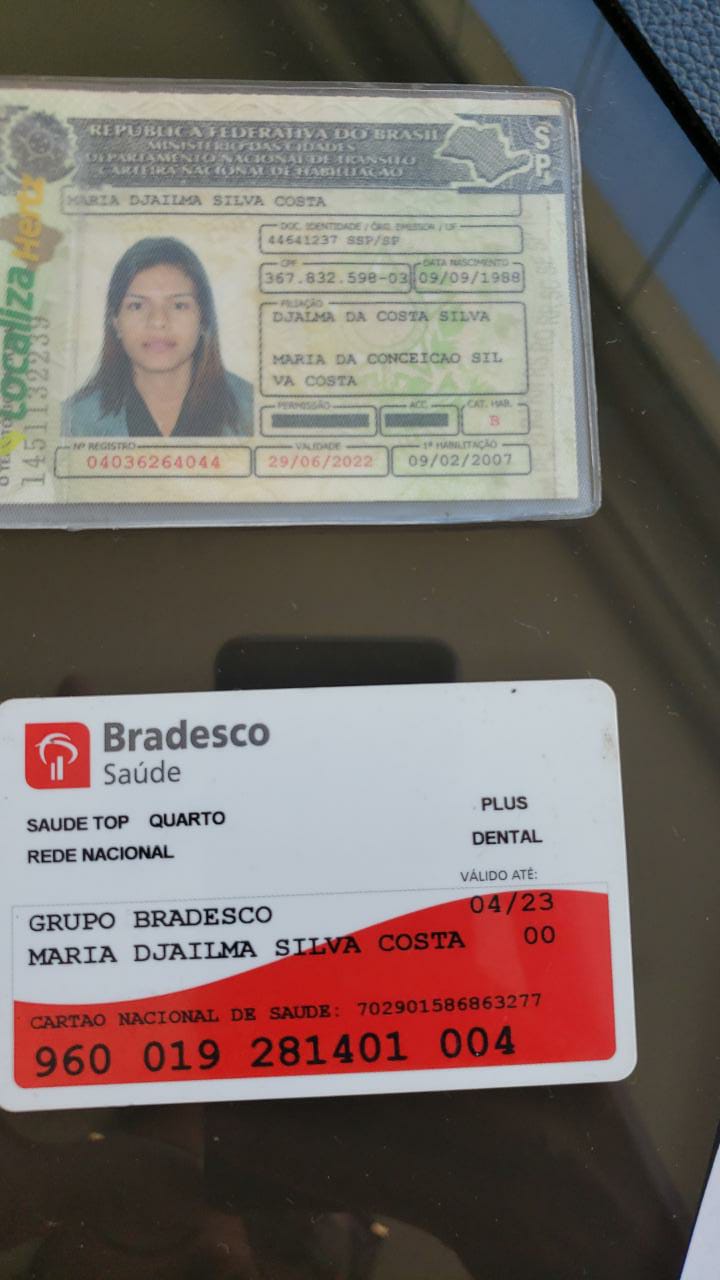 REPÚBLICA FEDERATIVA DO BRASIL
MINISTÉRIO DAS CIDADES
DEPARTAMENTO NACIONAL DE TRÂNSITO
CARTEIRA NACIONAL DE HABILITAÇÃO
SP
MARIA DJAILMA SILVA COSTA
DOC. IDENTIDADE / ÓRG. EMISSOR / UF
44641237 SSP/SP
CPF
DATA NASCIMENTO
367.832.598-03
09/09/1988
FILIAÇÃO
DJALMA DA COSTA SILVA
MARIA DA CONCEICAO SIL
VA COSTA
PERMISSÃO
ACC
CAT. HAB.
B
Nº REGISTRO
VALIDADE
1ª HABILITAÇÃO
04036264044
29/06/2022
09/02/2007
Localiza Hertz
1451132239
Bradesco
Saúde
SAUDE TOP QUARTO
PLUS
REDE NACIONAL
DENTAL
VÁLIDO ATÉ:
GRUPO BRADESCO
04/23
MARIA DJAILMA SILVA COSTA
00
CARTAO NACIONAL DE SAUDE: 702901586863277
960 019 281401 004